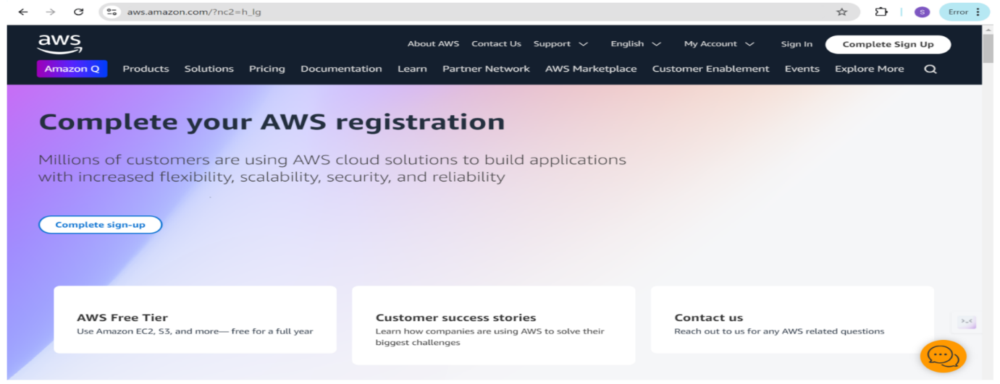 aws.amazon.com/?nc2=h_lg
S
Error
aws
About AWS Contact Us Support English My Account Sign In Complete Sign Up
Amazon Q Products Solutions Pricing Documentation Learn Partner Network AWS Marketplace Customer Enablement Events Explore More
Complete your AWS registration
Millions of customers are using AWS cloud solutions to build applications
with increased flexibility, scalability, security, and reliability
Complete sign-up
AWS Free Tier
Use Amazon EC2, S3, and more— free for a full year
Customer success stories
Learn how companies are using AWS to solve their
biggest challenges
Contact us
Reach out to us for any AWS related questions